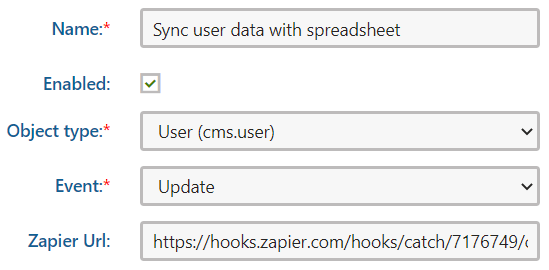 Name:* Sync user data with spreadsheet
Enabled:
Object type:* User (cms.user)
Event:* Update
Zapier Url: https://hooks.zapier.com/hooks/catch/7176749/